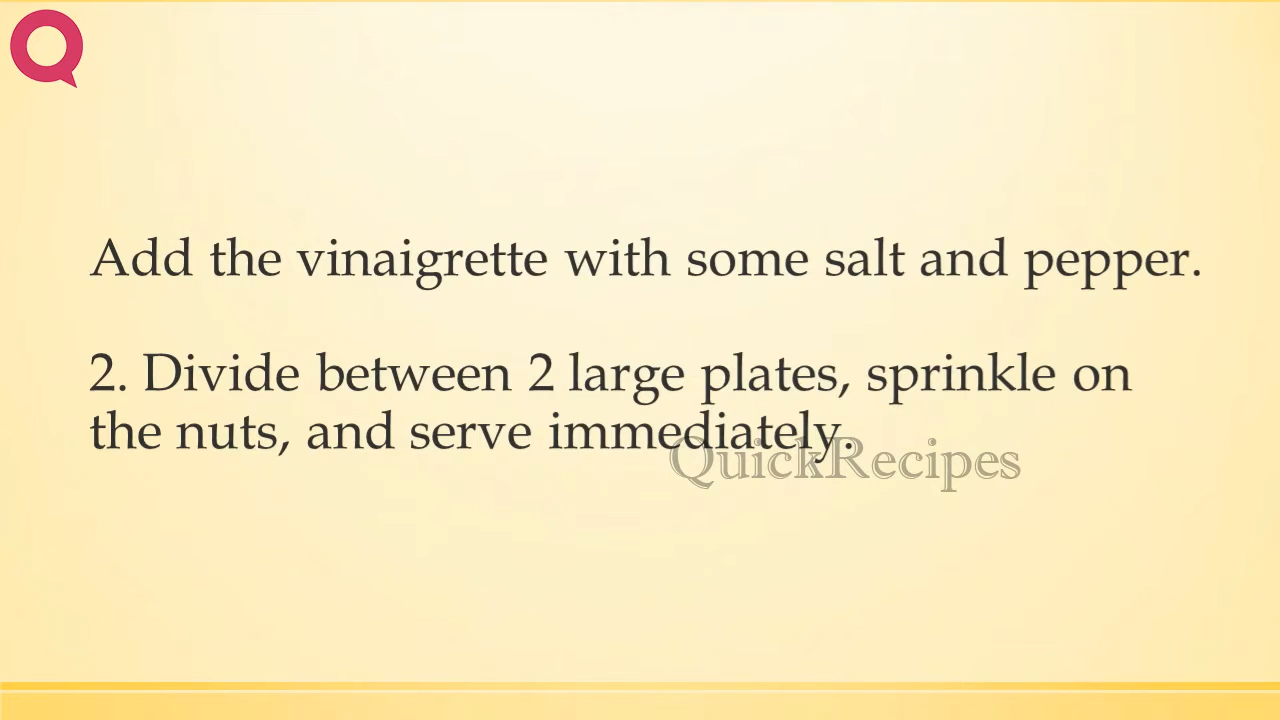 Add the vinaigrette with some salt and pepper.
2. Divide between 2 large plates, sprinkle on
the nuts, and serve immediately.
QuickRecipes